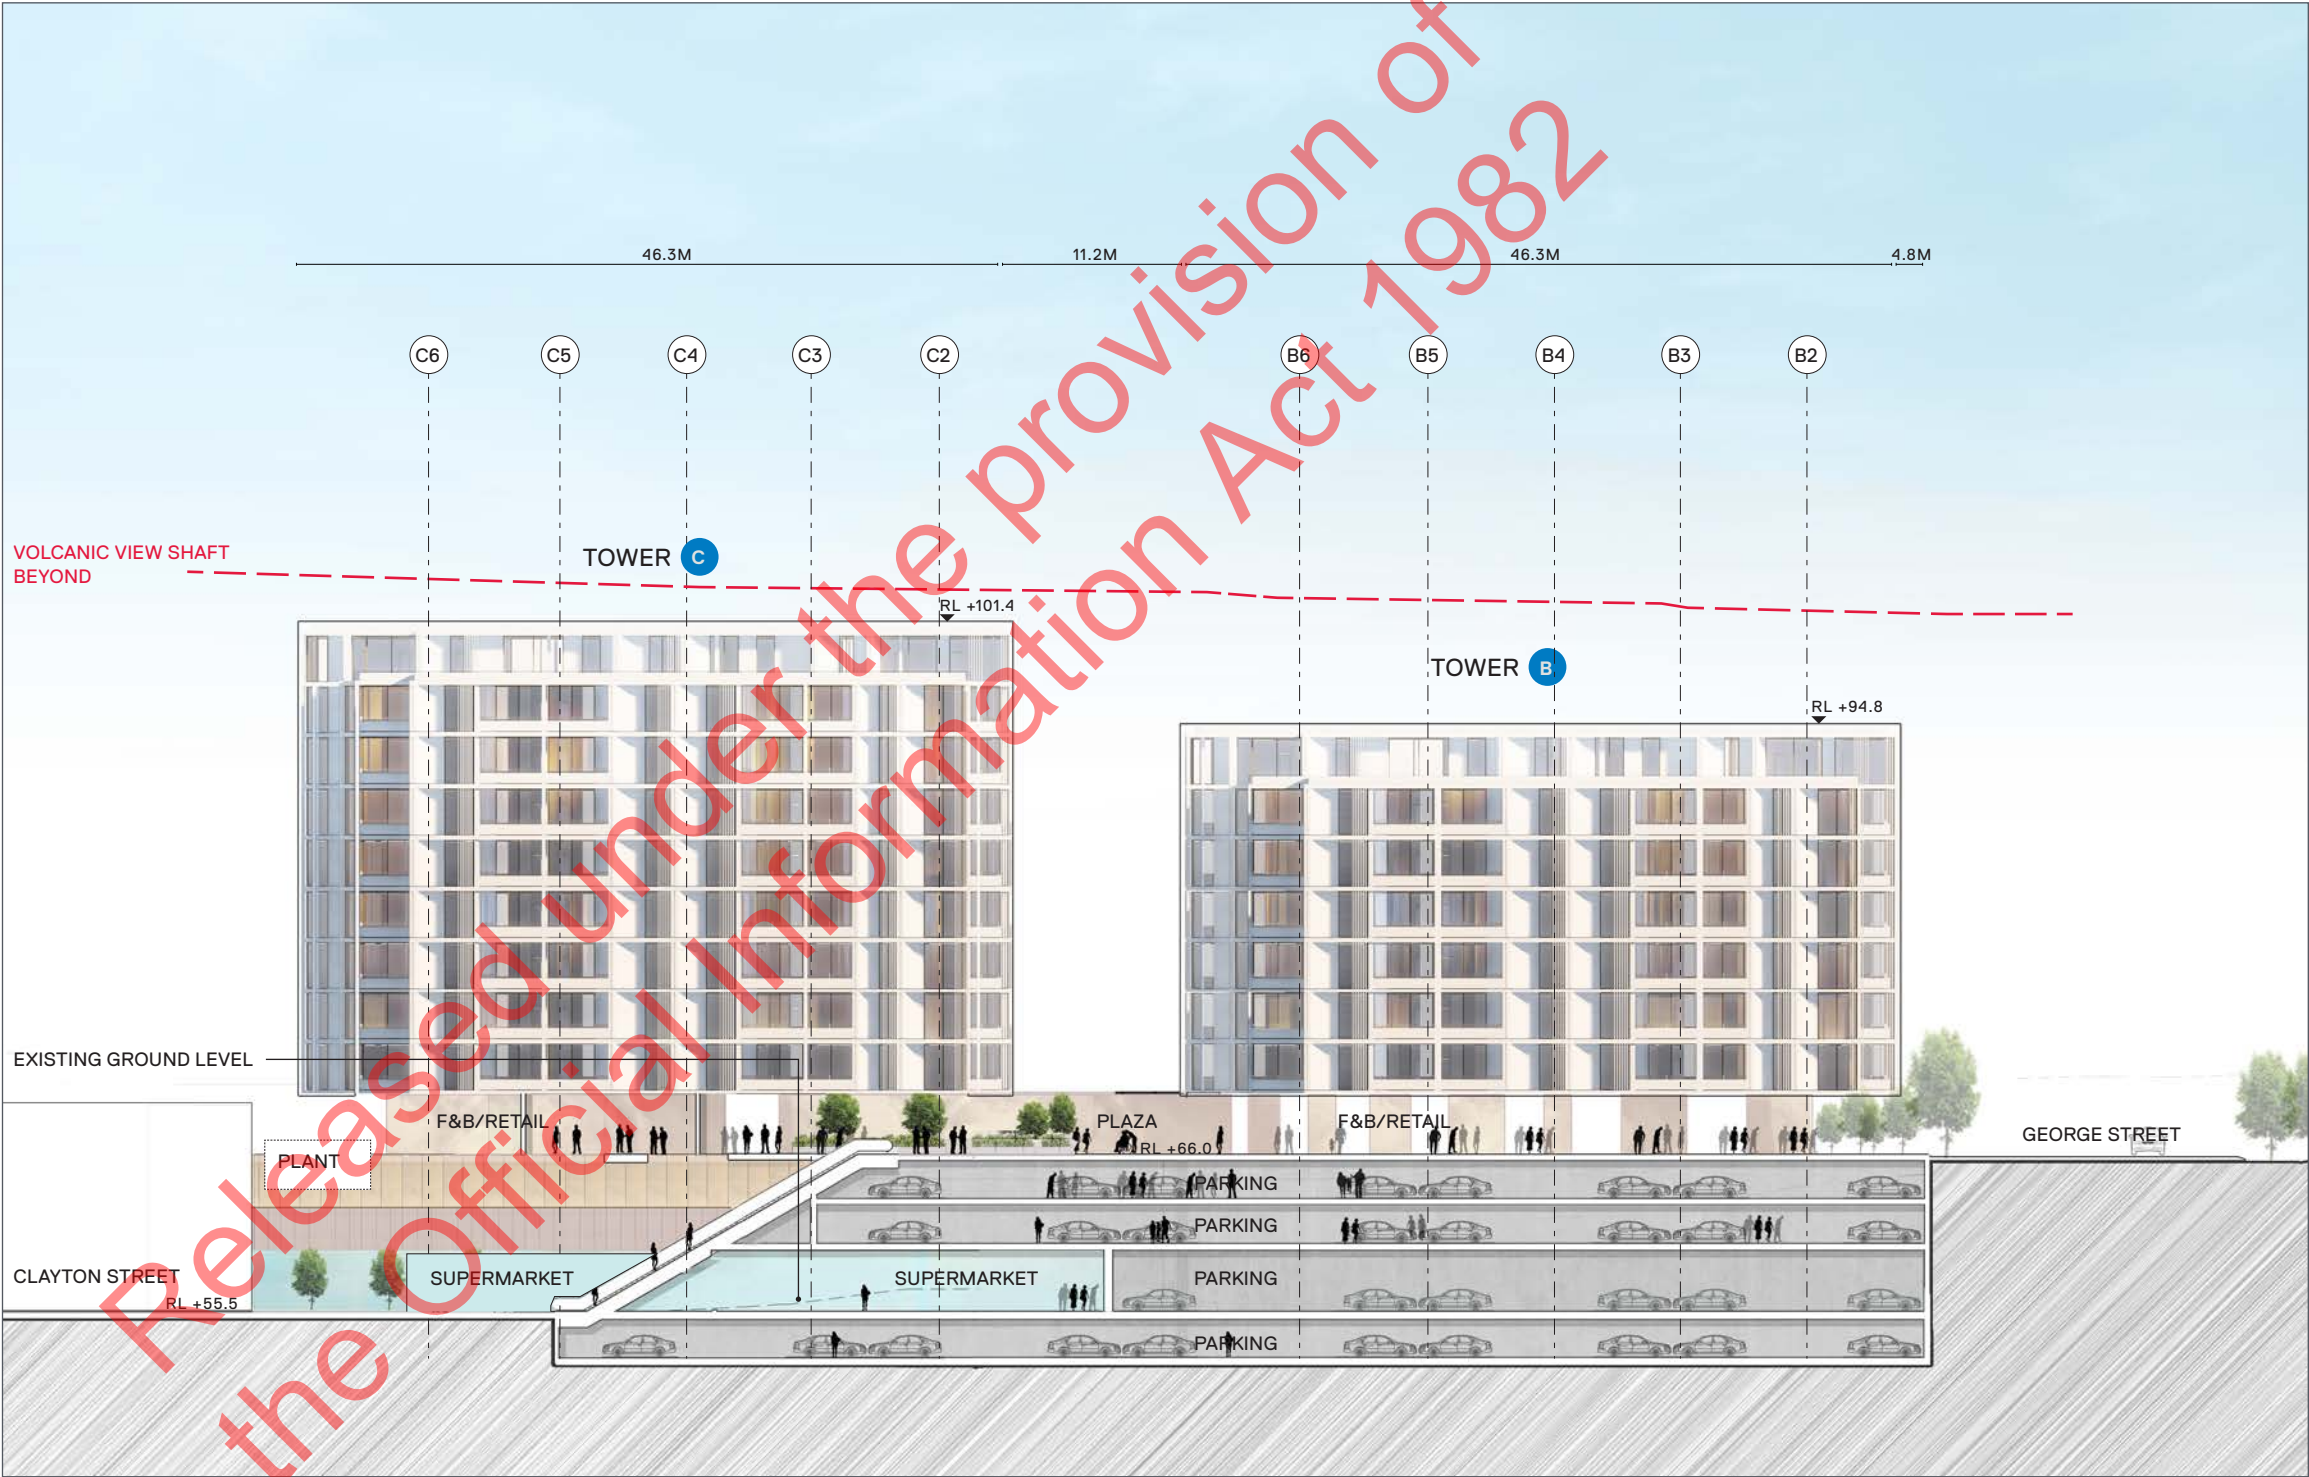 46.3M
11.2M
46.3M
4.8M
C6
C5
C4
C3
C2
B6
B5
B4
B3
B2
VOLCANIC VIEW SHAFT
BEYOND
TOWER C
RL +101.4
TOWER B
RL +94.8
EXISTING GROUND LEVEL
F&B/RETAIL
PLAZA
F&B/RETAIL
RL +66.0
GEORGE STREET
PLANT
PARKING
PARKING
CLAYTON STREET
SUPERMARKET
SUPERMARKET
PARKING
RL +55.5
PARKING
Released under the provision of
the Official Information Act 1982